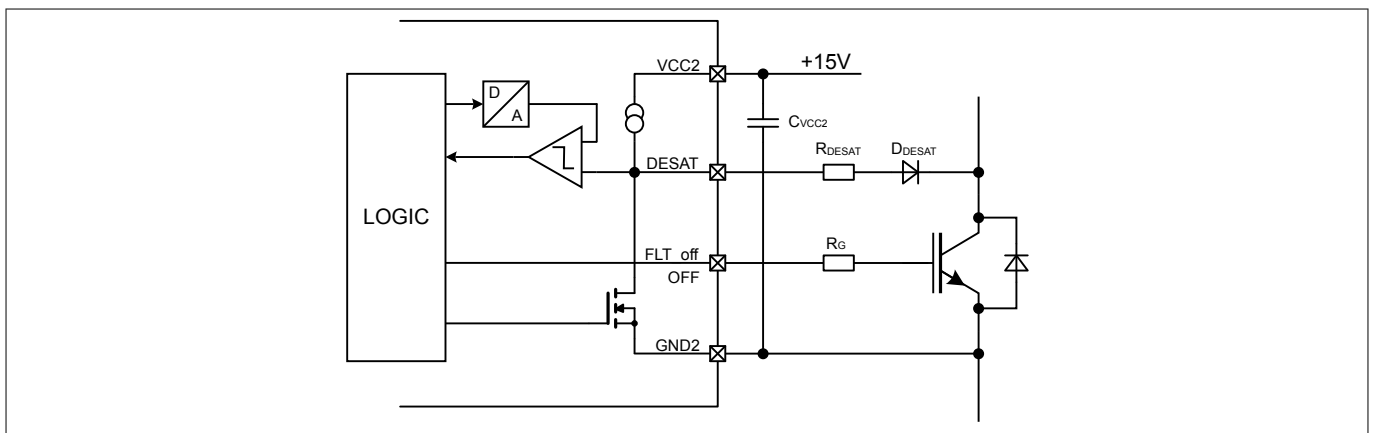 VCC2
+15V
D
A
CVCC2
DESAT
RDESAT
DDESAT
LOGIC
FLT_off
RG
OFF
GND2